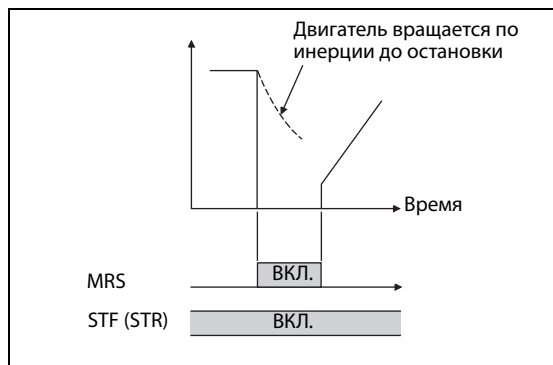 Двигатель вращается по
инерции до остановки
Время
MRS
ВКЛ.
STF (STR)
ВКЛ.